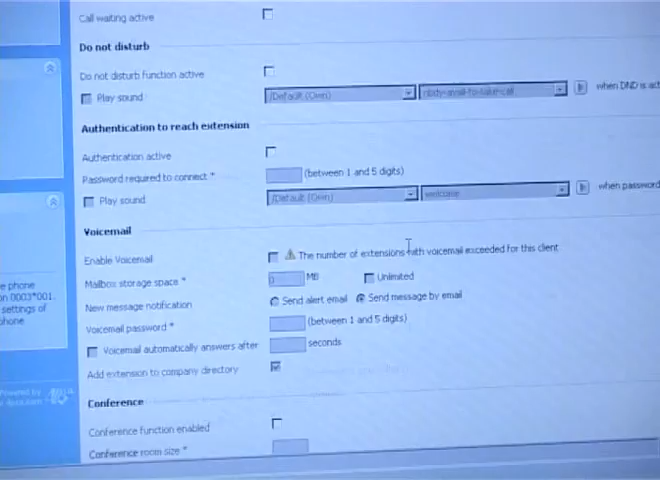 Call waiting active
Do not disturb
Do not disturb function active
Play sound
/Default (Own)
when DND is
Authentication to reach extension
Authentication active
Password required to connect *
(between 1 and 5 digits)
Play sound
/Default (Own)
welcome
when password
Voicemail
Enable Voicemail
The number of extensions with voicemail exceeded for this client
Mailbox storage space *
MB
Unlimited
New message notification
Send alert email
Send message by email
Voicemail password *
(between 1 and 5 digits)
Voicemail automatically answers after
seconds
Add extension to company directory
Conference
Conference function enabled
Conference room size *
e phone
on 0003*001.
settings of
phone